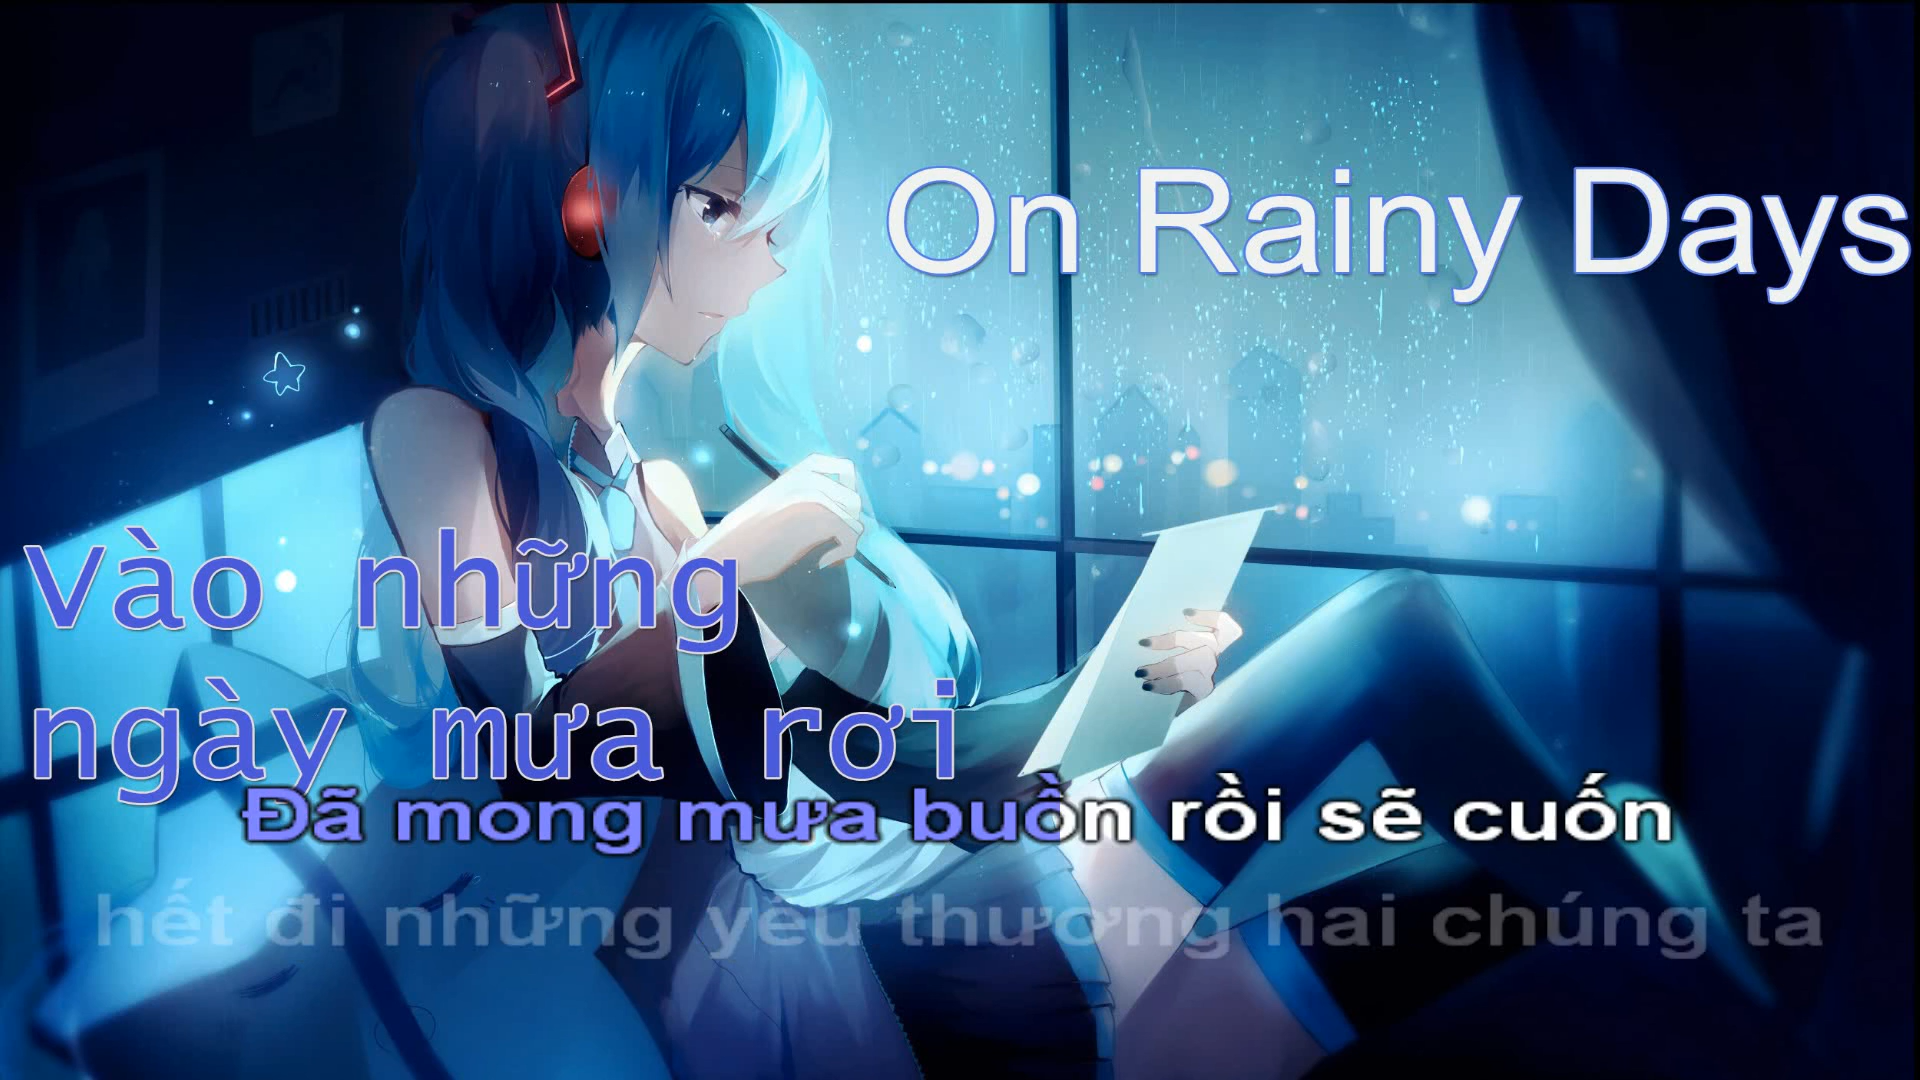 On Rainy Days
Vào những
ngày mưa rơi
Đã mong mưa buồn rồi sẽ cuốn
hết đi những yêu thương hai chúng ta